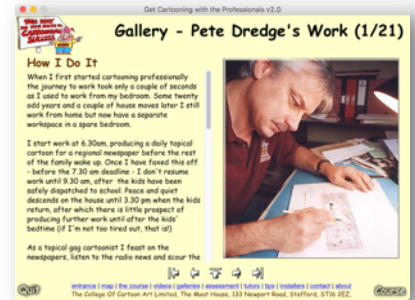 Get Cartooning with the Professionals v2.0
Gallery - Pete Dredge's Work (1/21)
CARTOONING
SUCCESS
How I Do It
When I first started cartooning professionally
the journey to work took only a couple of seconds
as I used to work from my bedroom. Some twenty
odd years and a couple of house moves later I still
work from home but now have a separate
workspace in a spare bedroom.
I start work at 6.30am, producing a daily topical
cartoon for a regional newspaper before the rest
of the family wake up. Once I have faxed this off
- before the 7.30 am deadline - I don't resume
work until 9.30 am, after the kids have been
safely dispatched to school. Peace and quiet
descends on the house until 3.30 pm when the kids
return, after which there is little prospect of
producing further work until after the kids'
bedtime (if I'm not too tired out, that is!)
As a topical gag cartoonist I feast on the
newspapers, listen to the radio news and scour the
QUIT
entrance | map | the course | videos | galleries | assignments | tutors | tips | installers | contact | about
The College Of Cartoon Art Limited, The Moat House, 133 Newport Road, Stafford, ST16 2EZ.
Course